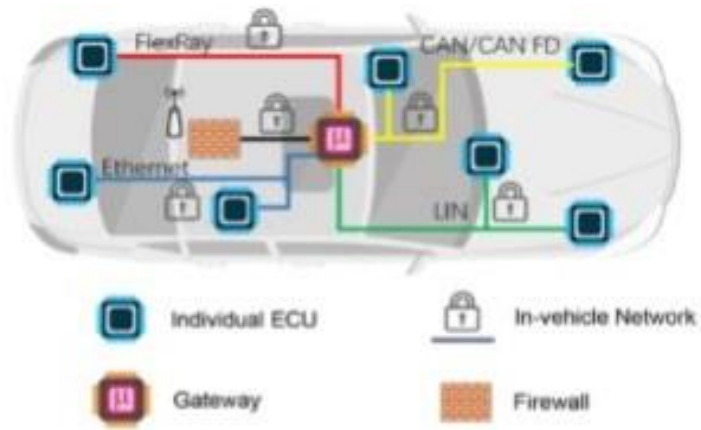 FlexRay
CAN/CAN FD
Ethernet
LIN
Individual ECU
In-vehicle Network
Gateway
Firewall